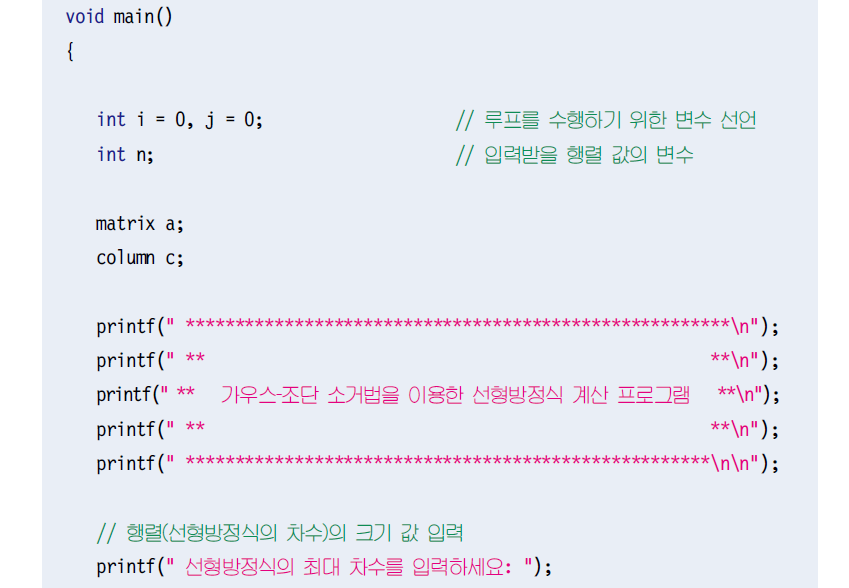 void main()
{
int i = 0, j = 0; // 루프를 수행하기 위한 변수 선언
int n; // 입력받을 행렬 값의 변수
matrix a;
column c;
printf(" *******************************************************\n");
printf(" ** **\n");
printf(" ** 가우스-조단 소거법을 이용한 선형방정식 계산 프로그램 **\n");
printf(" ** **\n");
printf(" *****************************************************\n\n");
// 행렬(선형방정식의 차수)의 크기 값 입력
printf(" 선형방정식의 최대 차수를 입력하세요: ");